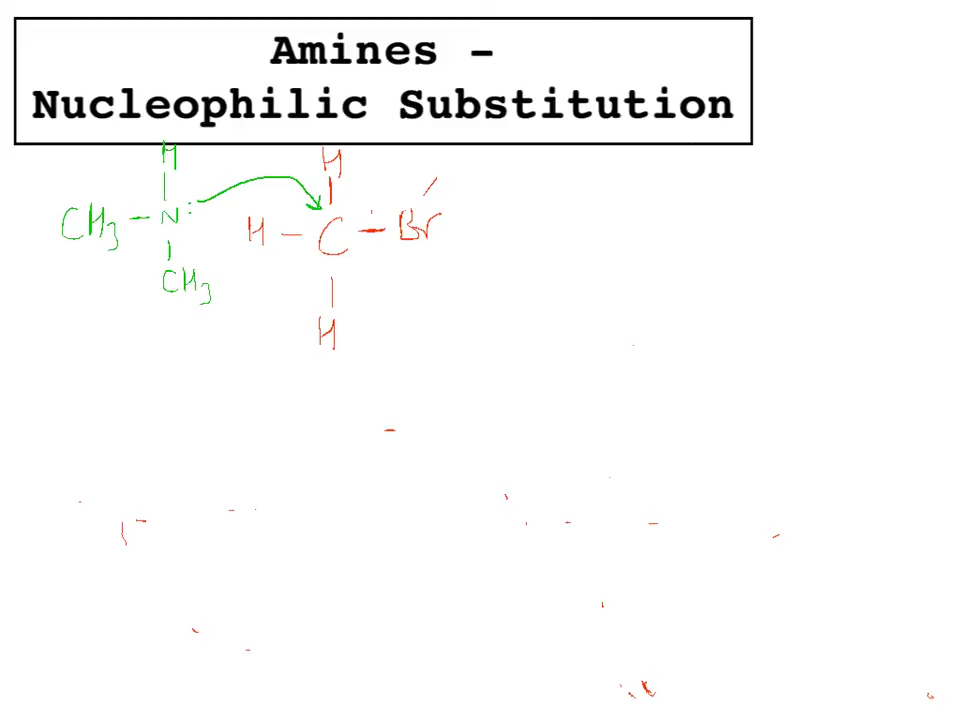 Amines –
Nucleophilic Substitution
H H
CH3 – N: H – C – Br
CH3
H